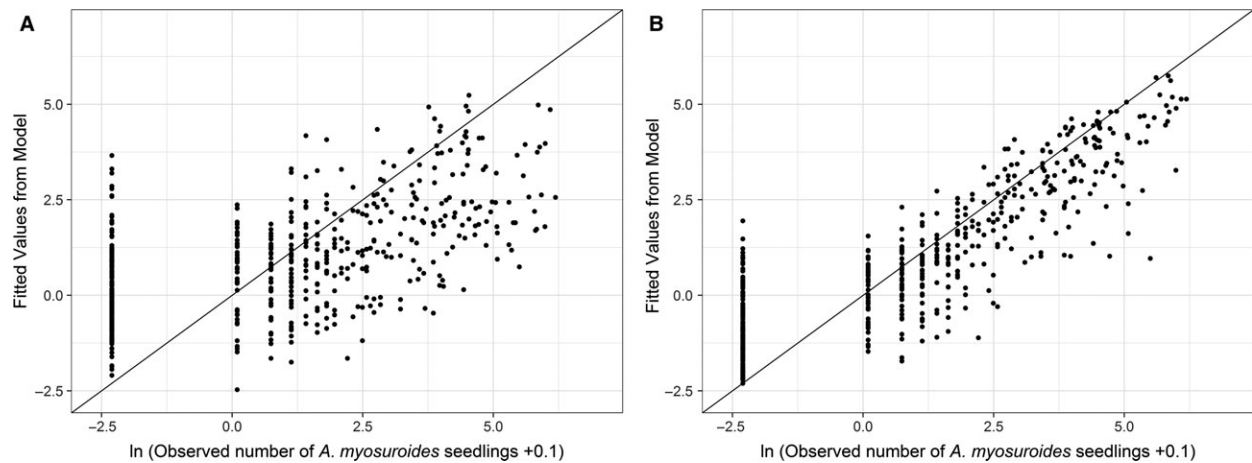 A
Fitted Values from Model
5.0
2.5
0.0
−2.5
−2.5 0.0 2.5 5.0
ln (Observed number of A. myosuroides seedlings +0.1)
B
Fitted Values from Model
5.0
2.5
0.0
−2.5
−2.5 0.0 2.5 5.0
ln (Observed number of A. myosuroides seedlings +0.1)